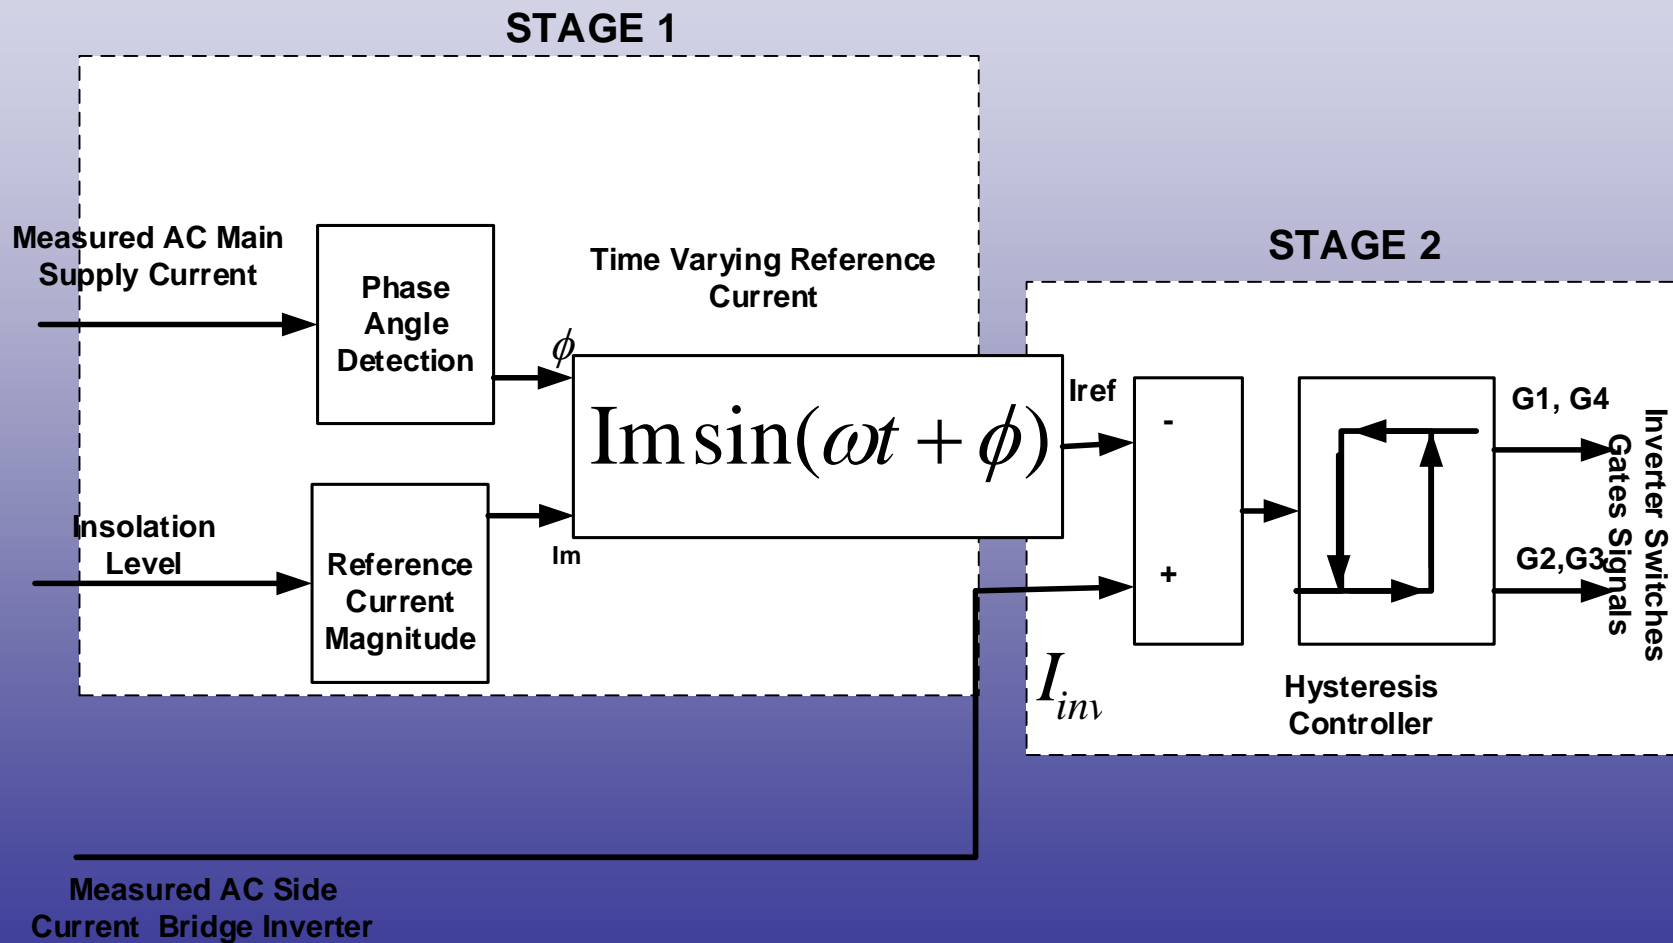 STAGE 1
Measured AC Main
Supply Current
Phase
Angle
Detection
Time Varying Reference
Current
ϕ
Im sin(ωt + ϕ)
Insolation
Level
Reference
Current
Magnitude
Im
STAGE 2
Iref
-
+
I_inv
Hysteresis
Controller
G1, G4
G2,G3
Inverter Switches
Gates Signals
Measured AC Side
Current Bridge Inverter